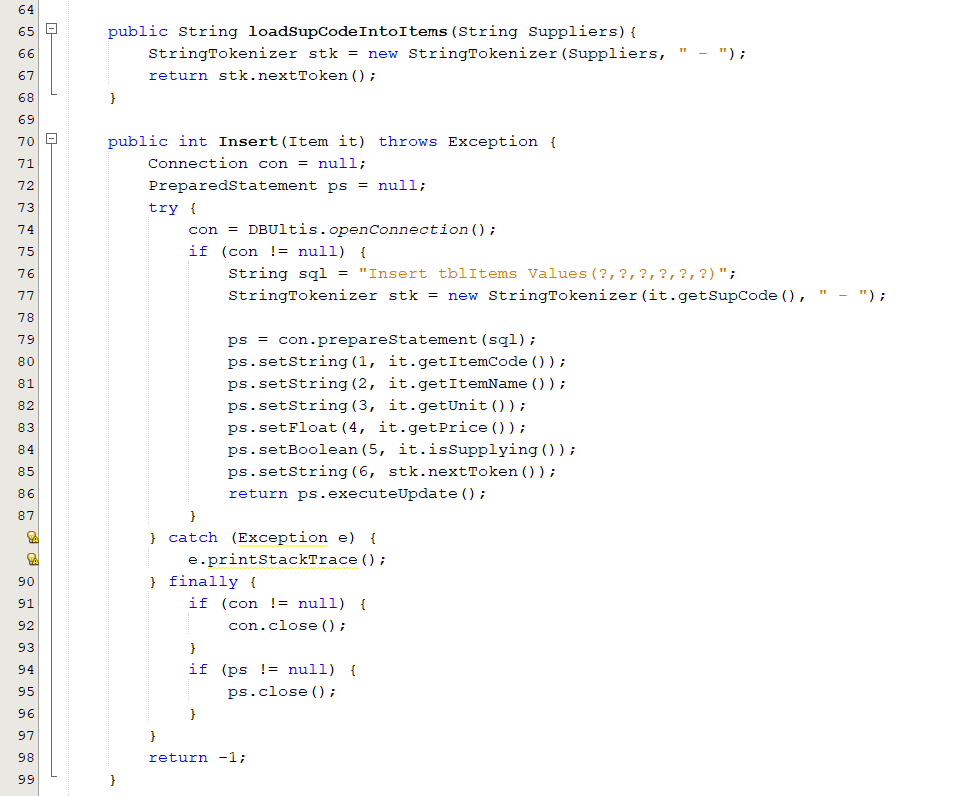 64
65 public String loadSupCodeIntoItems(String Suppliers){
66 StringTokenizer stk = new StringTokenizer(Suppliers, " - ");
67 return stk.nextToken();
68 }
69
70 public int Insert(Item it) throws Exception {
71 Connection con = null;
72 PreparedStatement ps = null;
73 try {
74 con = DBUltis.openConnection();
75 if (con != null) {
76 String sql = "Insert tblItems Values(?,?,?,?,?,?)";
77 StringTokenizer stk = new StringTokenizer(it.getSupCode(), " - ");
78
79 ps = con.prepareStatement(sql);
80 ps.setString(1, it.getItemCode());
81 ps.setString(2, it.getItemName());
82 ps.setString(3, it.getUnit());
83 ps.setFloat(4, it.getPrice());
84 ps.setBoolean(5, it.isSupplying());
85 ps.setString(6, stk.nextToken());
86 return ps.executeUpdate();
87 }
} catch (Exception e) {
e.printStackTrace();
90 } finally {
91 if (con != null) {
92 con.close();
93 }
94 if (ps != null) {
95 ps.close();
96 }
97 }
98 return -1;
99 }